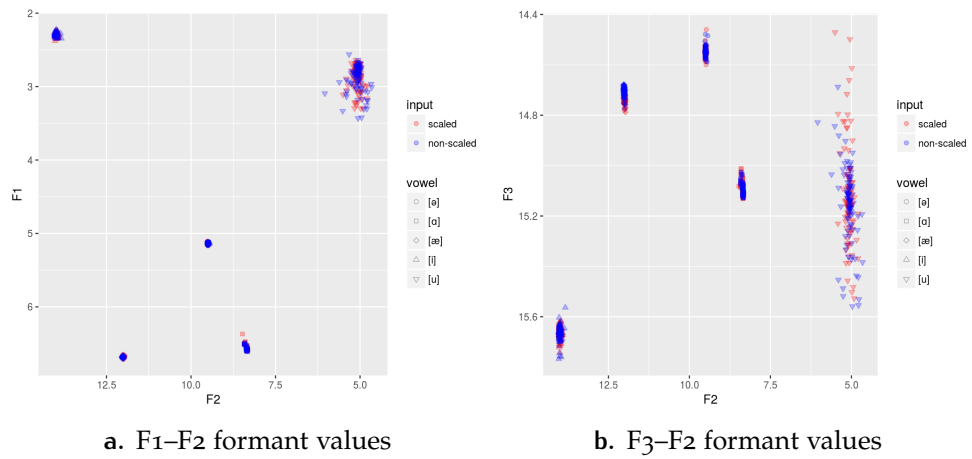 2
3
4
5
6
F1
12.5
10.0
7.5
5.0
F2
input
scaled
non-scaled
vowel
[ə]
[ɑ]
[æ]
[i]
[u]
14.4
14.8
15.2
15.6
F3
12.5
10.0
7.5
5.0
F2
input
scaled
non-scaled
vowel
[ə]
[ɑ]
[æ]
[i]
[u]
a. F1–F2 formant values
b. F3–F2 formant values